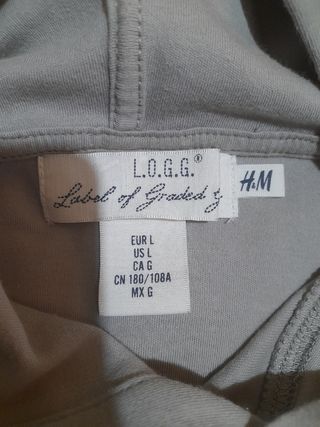 L.O.G.G.®
Label of Graded g
H&M
EUR L
US L
CA G
CN 180/108A
MX G